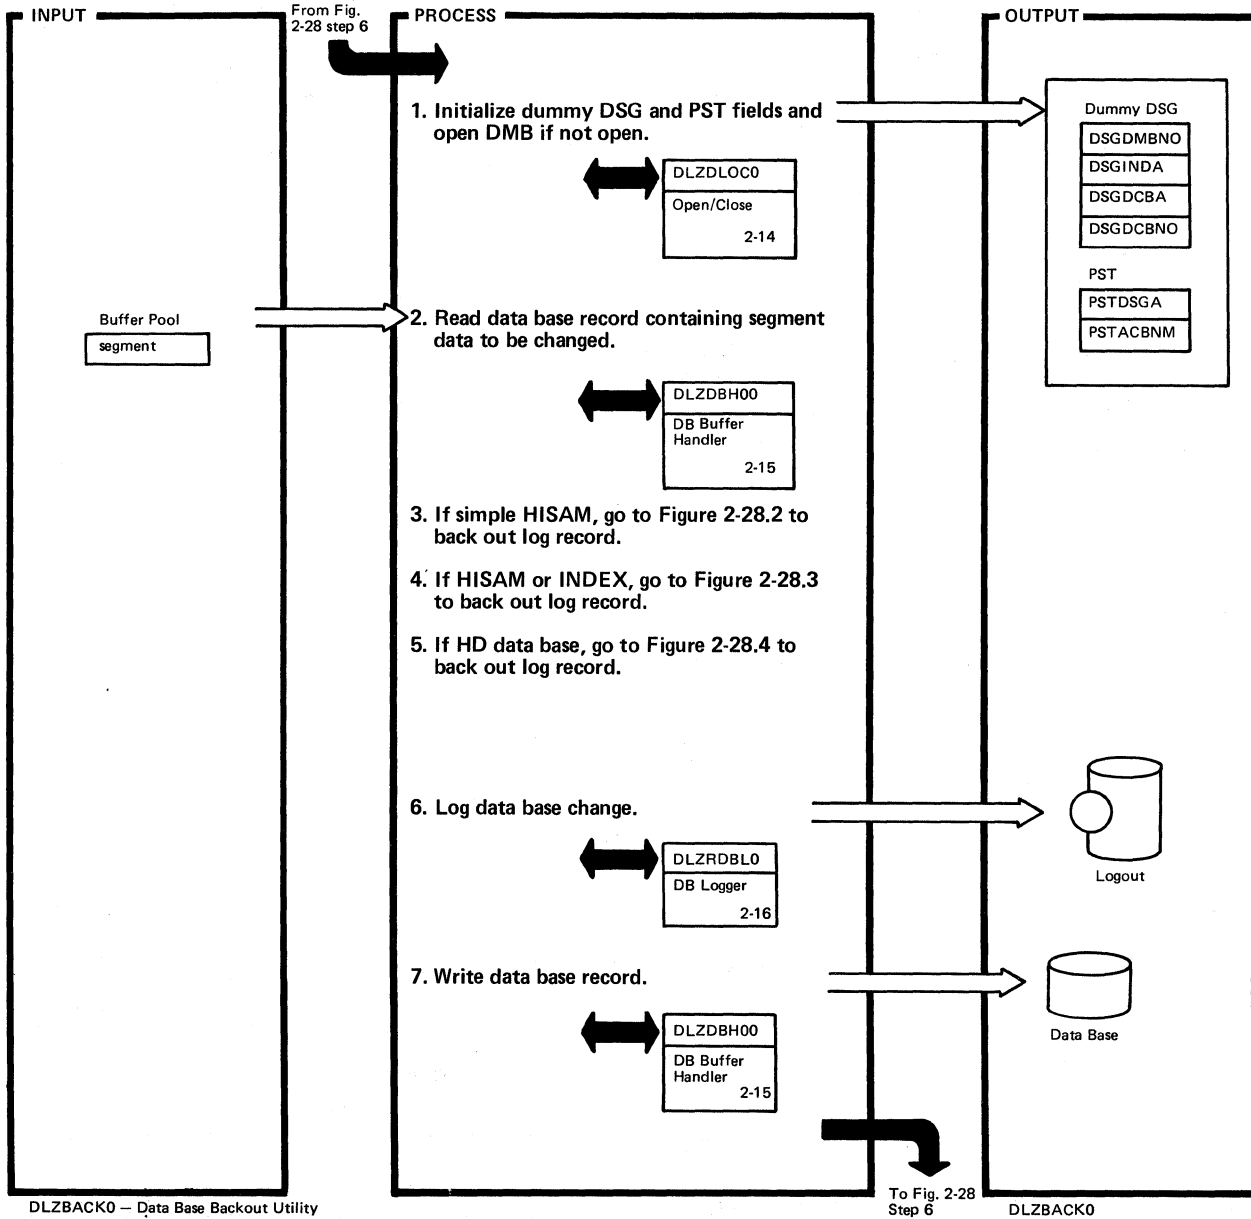 INPUT
From Fig.
2-28 step 6
PROCESS
OUTPUT
1. Initialize dummy DSG and PST fields and
open DMB if not open.
DLZDLOC0
Open/Close
2-14
Dummy DSG
DSGDMBNO
DSGINDA
DSGDCBA
DSGDCBNO
PST
PSTDSGA
PSTACBNM
Buffer Pool
segment
2. Read data base record containing segment
data to be changed.
DLZDBH00
DB Buffer
Handler
2-15
3. If simple HISAM, go to Figure 2-28.2 to
back out log record.
4. If HISAM or INDEX, go to Figure 2-28.3
to back out log record.
5. If HD data base, go to Figure 2-28.4 to
back out log record.
6. Log data base change.
DLZRDBL0
DB Logger
2-16
Logout
7. Write data base record.
DLZDBH00
DB Buffer
Handler
2-15
Data Base
To Fig. 2-28
Step 6
DLZBACK0 – Data Base Backout Utility
DLZBACK0